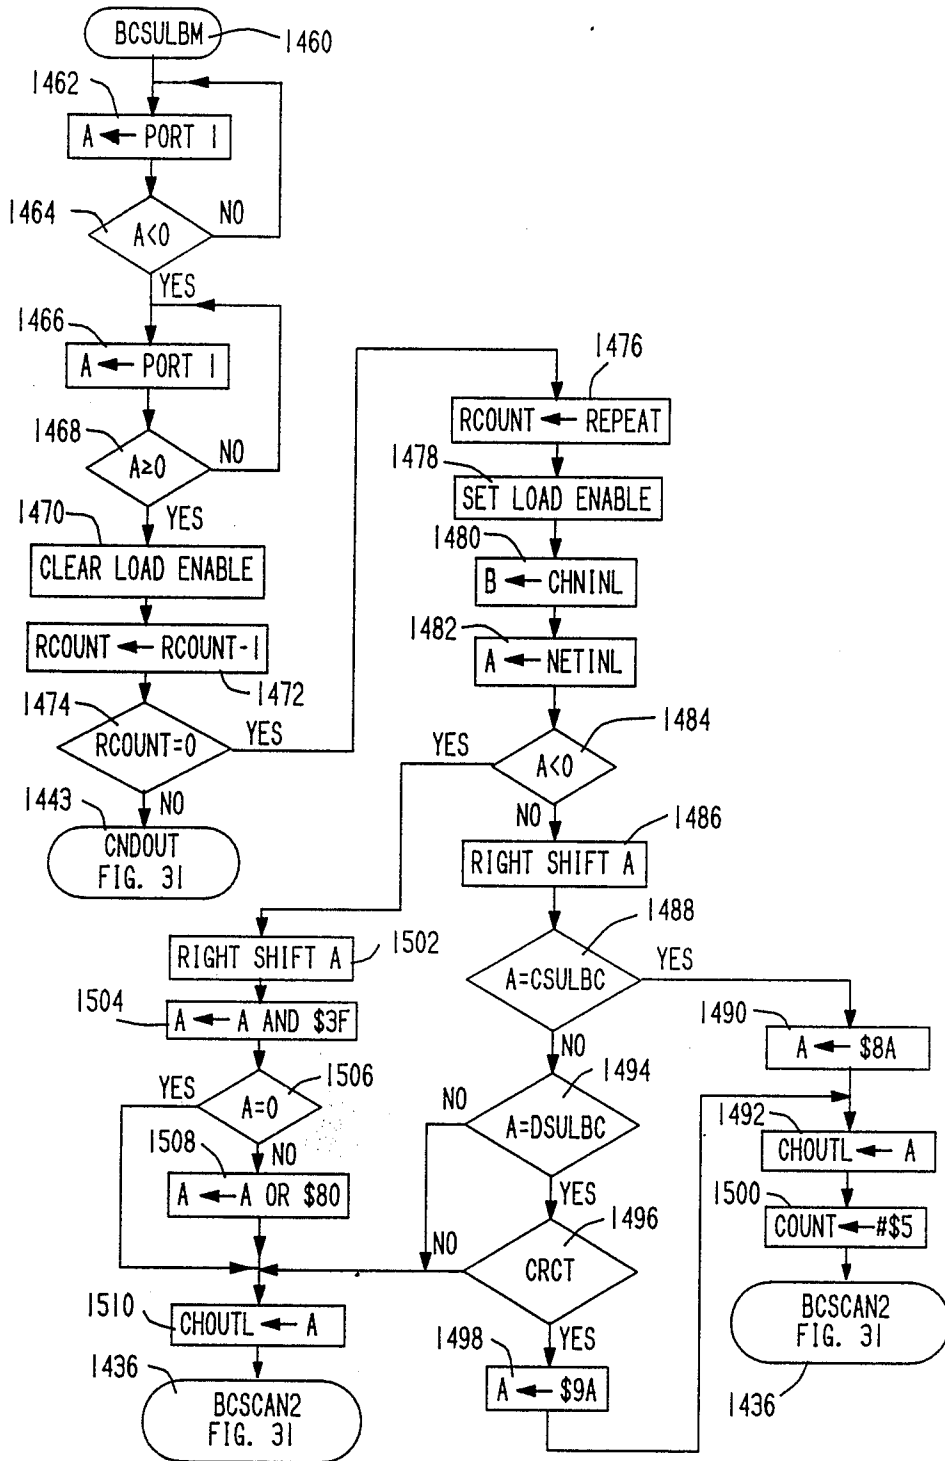 BCSULBM
1460
1462
A ← PORT 1
1464
A<0
NO
YES
1466
A ← PORT 1
1468
A≥0
NO
YES
1470
CLEAR LOAD ENABLE
RCOUNT ← RCOUNT-1
1472
1474
RCOUNT=0
YES
NO
1443
CNDOUT
FIG. 31
1476
RCOUNT ← REPEAT
1478
SET LOAD ENABLE
1480
B ← CHNINL
1482
A ← NETINL
1484
A<0
YES
NO
1486
RIGHT SHIFT A
1488
A=CSULBC
YES
NO
1490
A ← $8A
1492
CHOUTL ← A
1500
COUNT ← #$5
BCSCAN2
FIG. 31
1436
1494
A=DSULBC
NO
YES
1496
CRCT
NO
YES
1498
A ← $9A
RIGHT SHIFT A
1502
1504
A ← A AND $3F
1506
A=0
YES
NO
1508
A ← A OR $80
1510
CHOUTL ← A
1436
BCSCAN2
FIG. 31